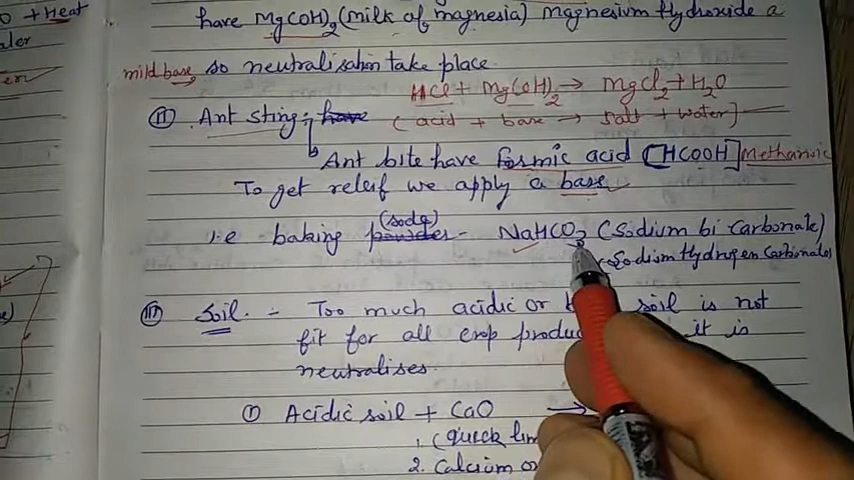 o + Heat
have Mg(OH)2 (milk of magnesia) magnesium Hydroxide a
mild base, so neutralisation take place
HCl + Mg(OH)2 → MgCl2 + H2O
(ii) Ant sting :- have (acid + base → salt + water]
Ant bite have formic acid [HCOOH] Methanoic
To get releif we apply a base
(soda)
i.e baking powder - NaHCO3 (Sodium bi Carbonate)
(Sodium Hydrogen Carbonate)
(iii) Soil :- Too much acidic or soil is not
fit for all crop it is
neutralises
(i) Acidic soil + CaO →
1. (quick
2. Calcium